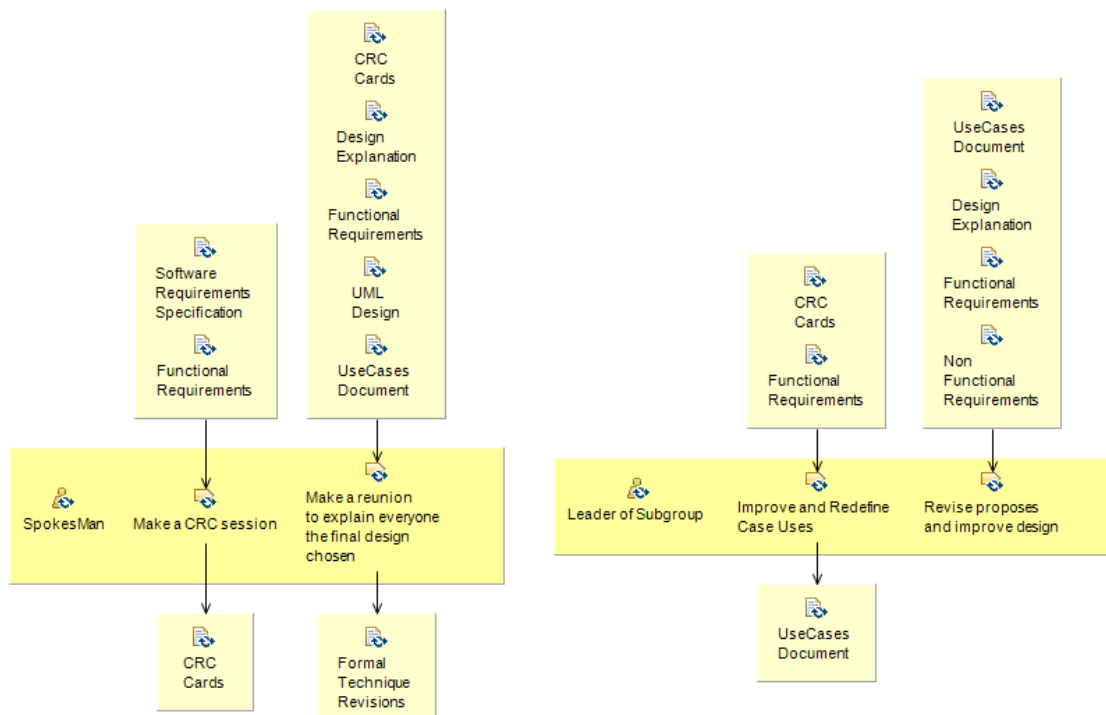 CRC
Cards
Design
Explanation
Functional
Requirements
UML
Design
UseCases
Document
Software
Requirements
Specification
Functional
Requirements
SpokesMan
Make a CRC session
Make a reunion
to explain everyone
the final design
chosen
CRC
Cards
Formal
Technique
Revisions
UseCases
Document
Design
Explanation
Functional
Requirements
Non
Functional
Requirements
CRC
Cards
Functional
Requirements
Leader of Subgroup
Improve and Redefine
Case Uses
Revise proposes
and improve design
UseCases
Document